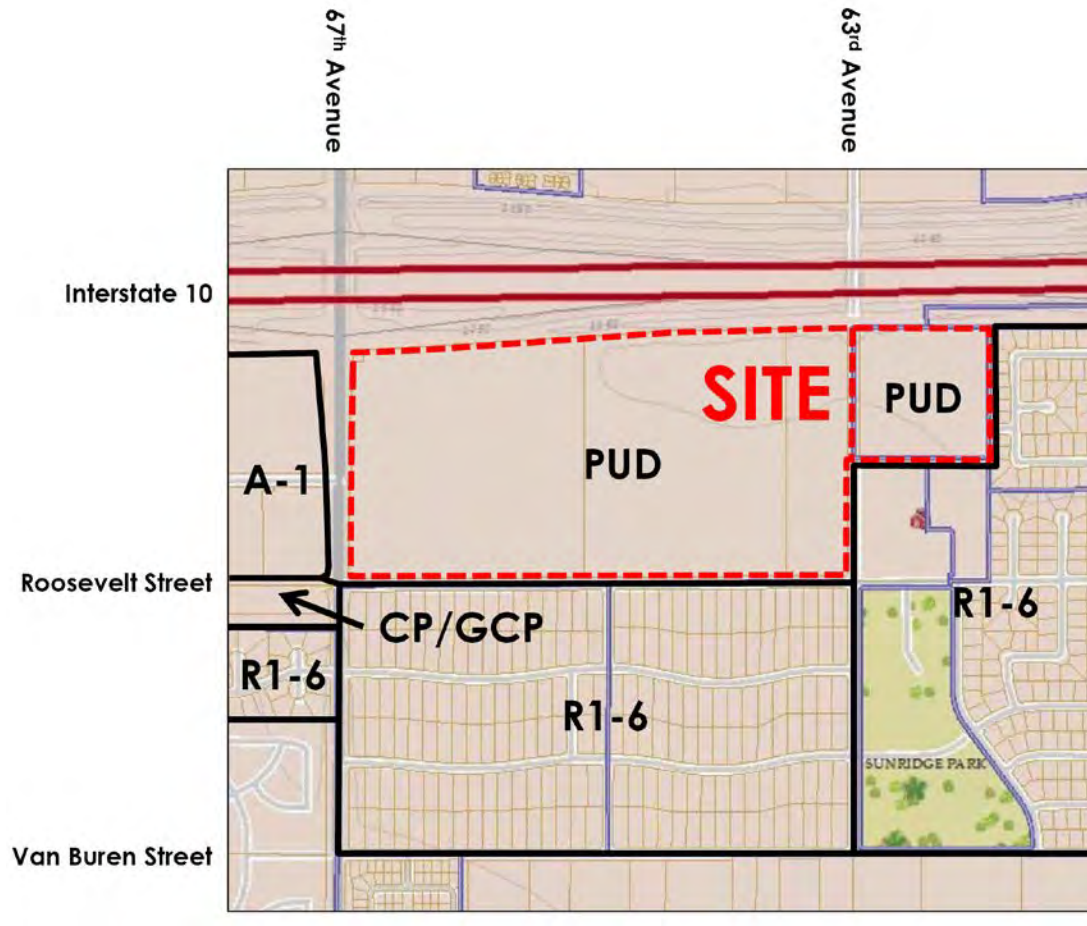 67th Avenue
63rd Avenue
Interstate 10
SITE
PUD
PUD
A-1
Roosevelt Street
CP/GCP
R1-6
R1-6
R1-6
SUNRIDGE PARK
Van Buren Street